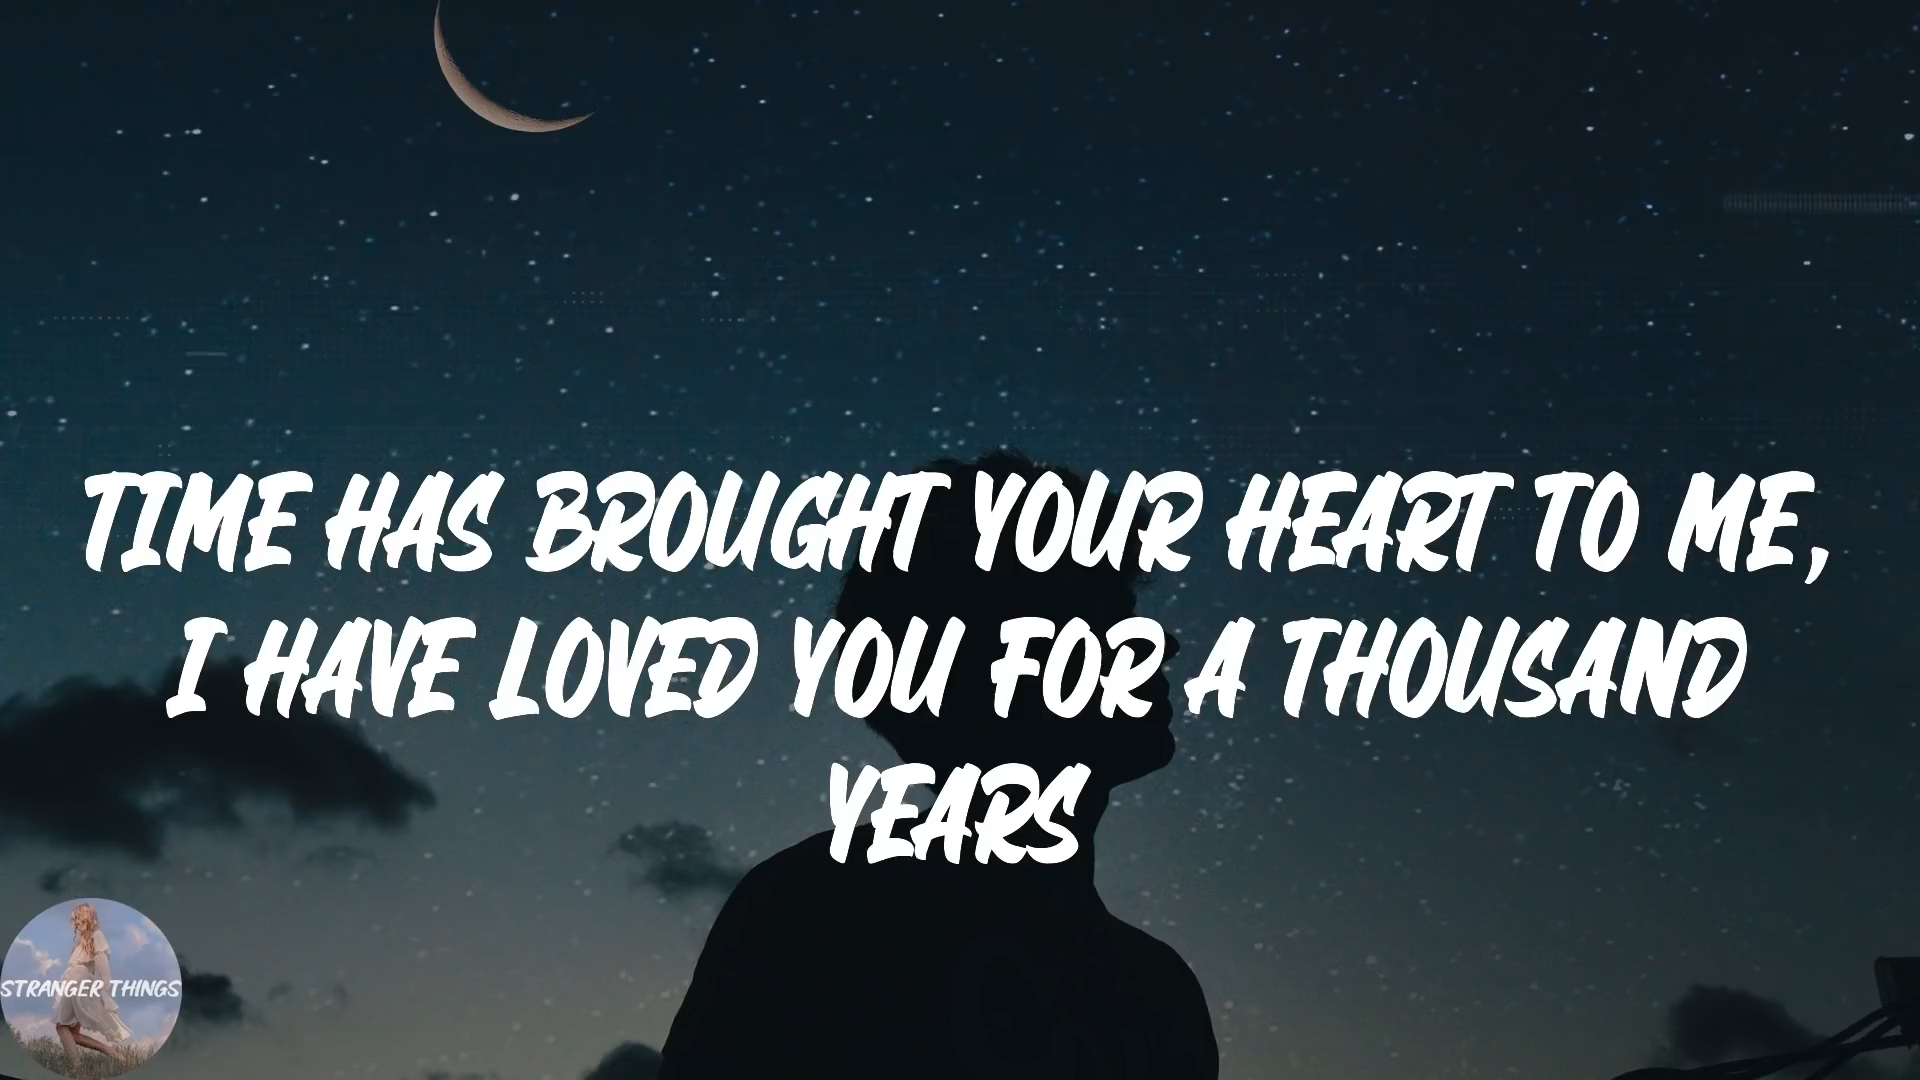 TIME HAS BROUGHT YOUR HEART TO ME,
I HAVE LOVED YOU FOR A THOUSAND
YEARS
STRANGER THINGS